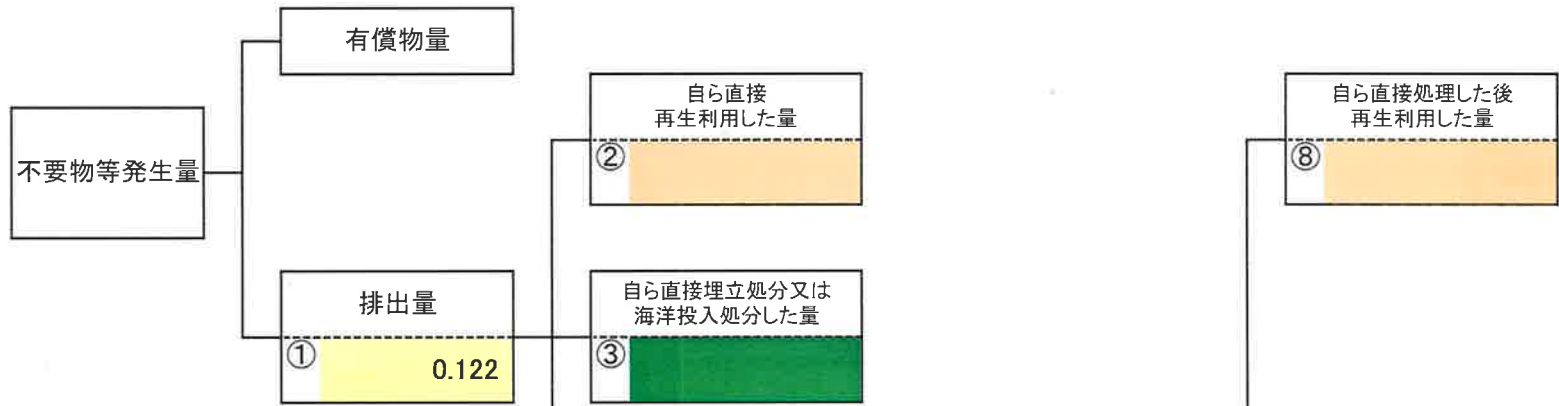 有償物量
自ら直接
再生利用した量
②
自ら直接処理した後
再生利用した量
⑧
不要物等発生量
排出量
①
0.122
自ら直接埋立処分又は
海洋投入処分した量
③